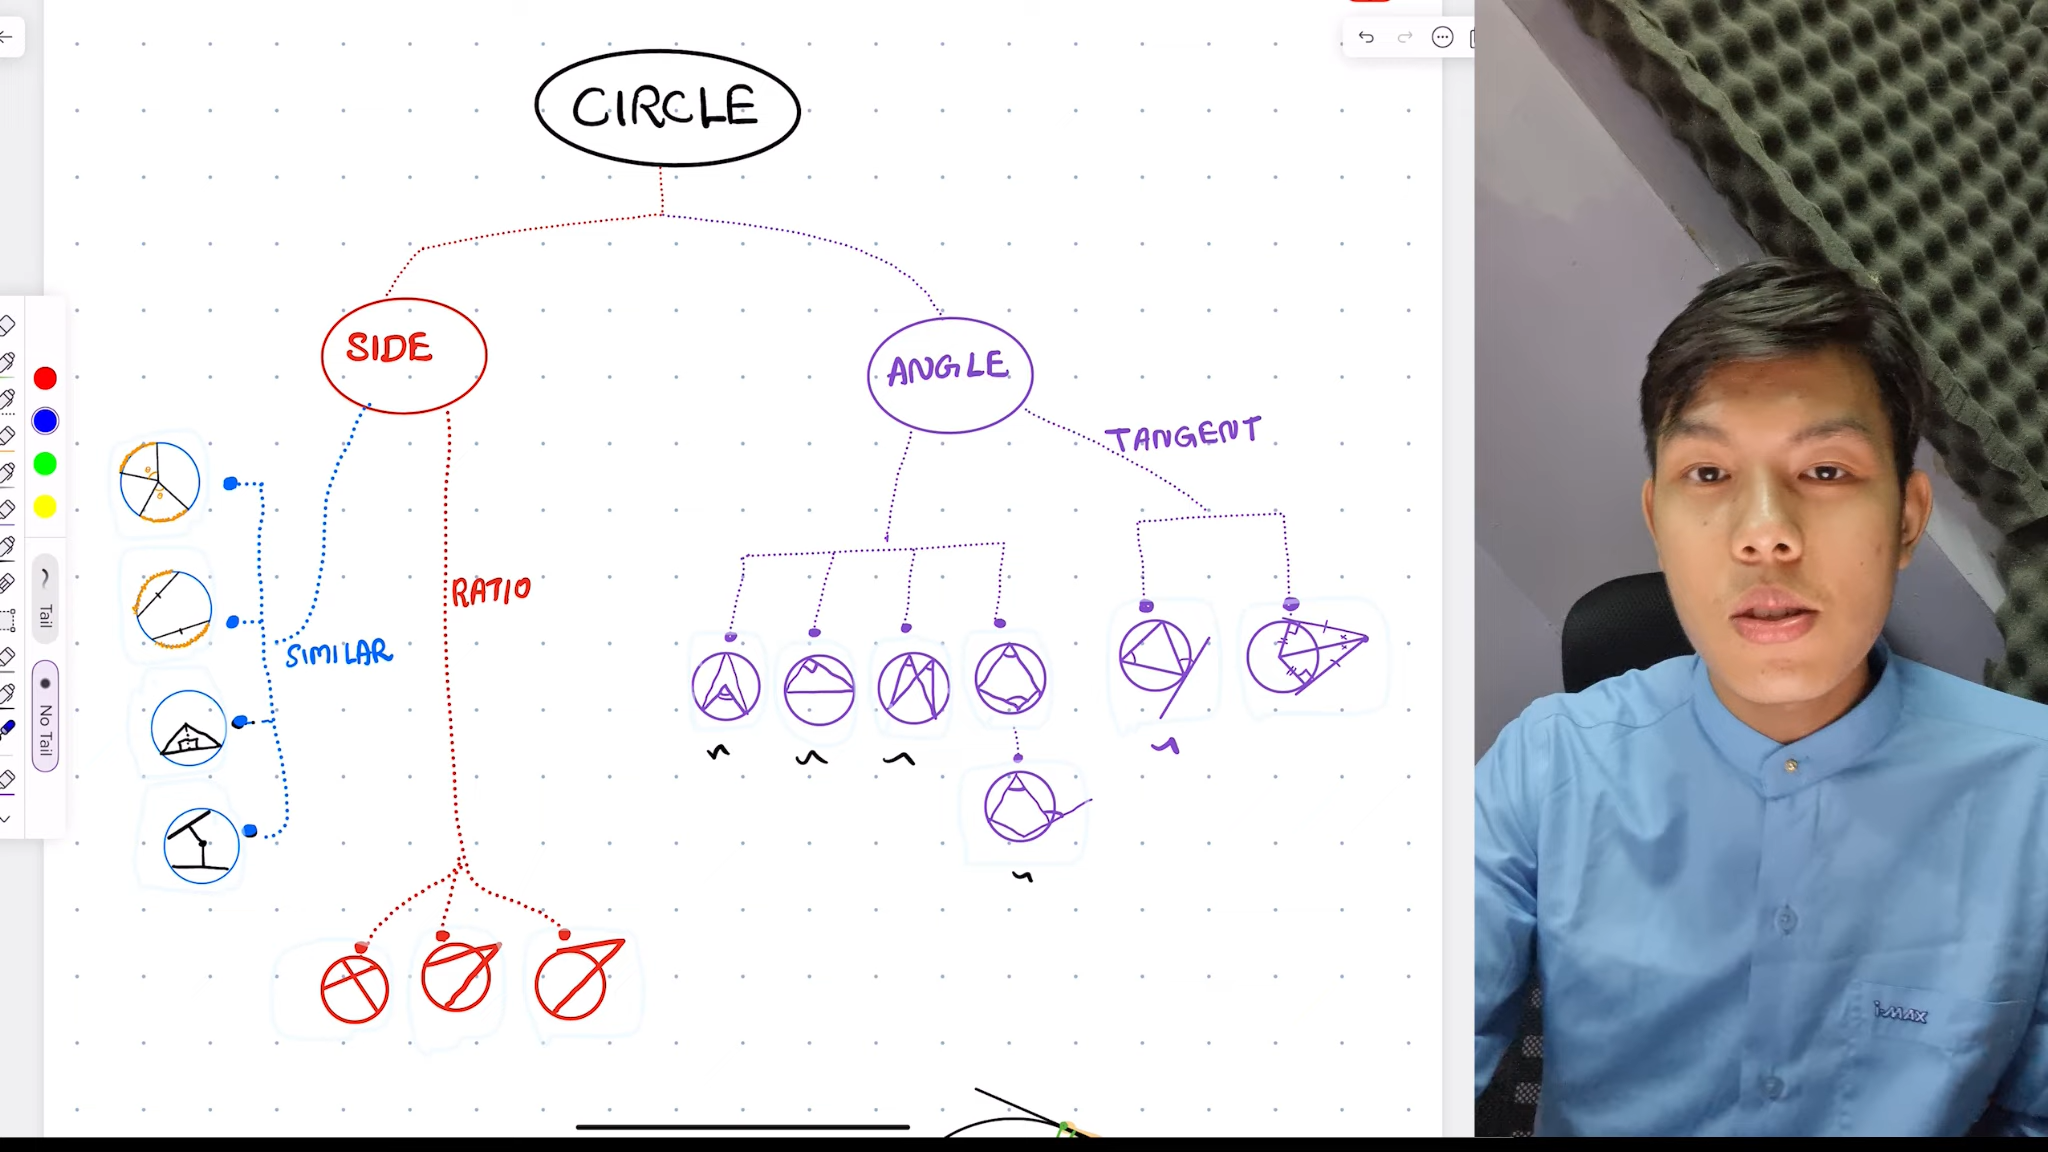 CIRCLE
SIDE
ANGLE
TANGENT
RATIO
SIMILAR
Tail
No Tail
i-MAX